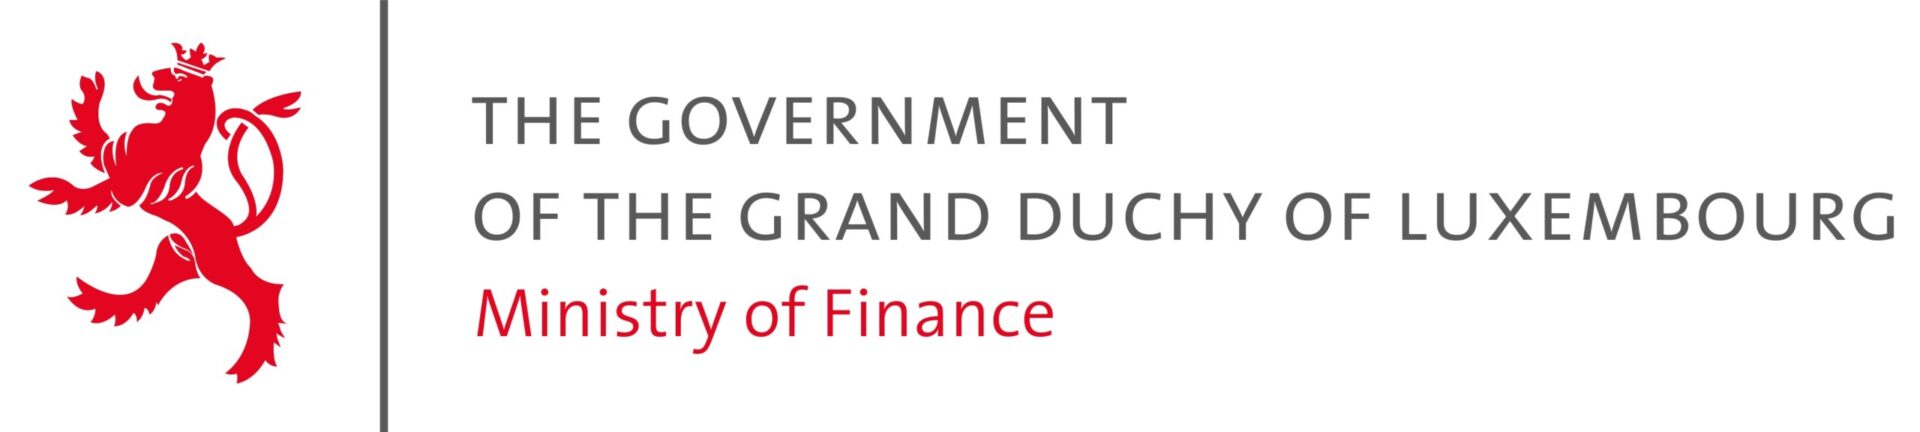 THE GOVERNMENT
OF THE GRAND DUCHY OF LUXEMBOURG
Ministry of Finance